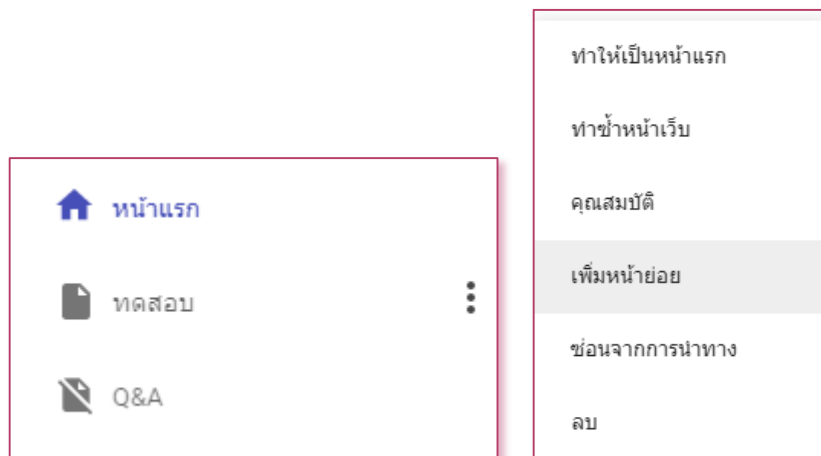 หน้าแรก
ทดสอบ
Q&A
ทำให้เป็นหน้าแรก
ทำซ้ำหน้าเว็บ
คุณสมบัติ
เพิ่มหน้าย่อย
ซ่อนจากการนำทาง
ลบ